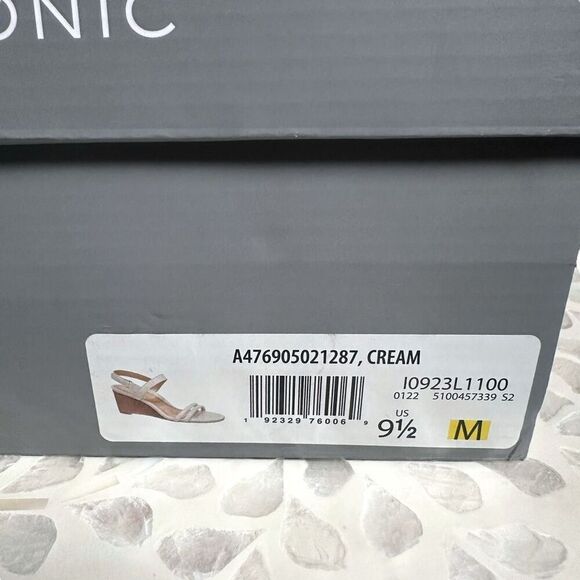 ONIC
A476905021287, CREAM
I0923L1100
0122 5100457339 S2
1 92329 76006 9
US
9½ M